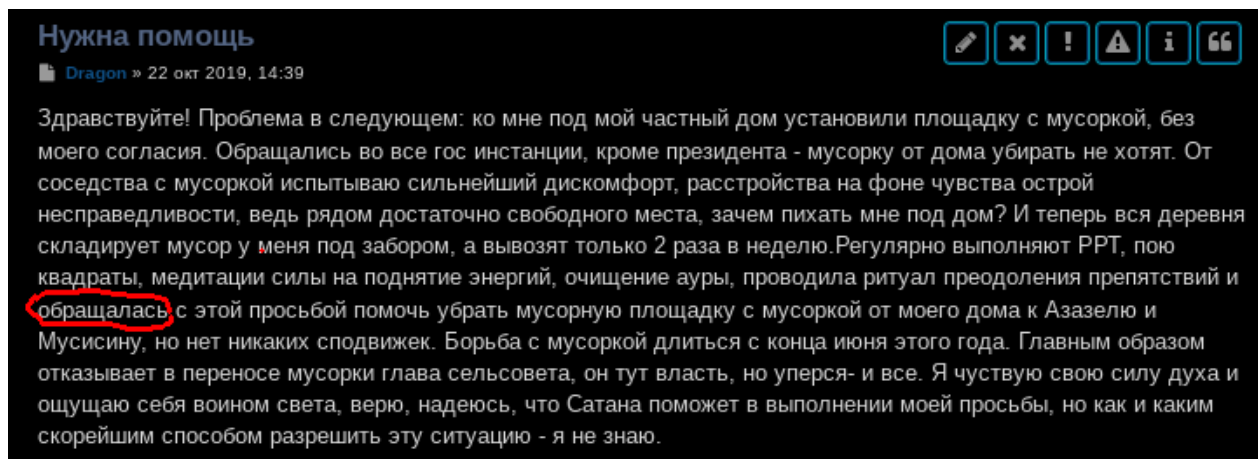 Нужна помощь
Dragon » 22 окт 2019, 14:39
Здравствуйте! Проблема в следующем: ко мне под мой частный дом установили площадку с мусоркой, без
моего согласия. Обращались во все гос инстанции, кроме президента - мусорку от дома убирать не хотят. От
соседства с мусоркой испытываю сильнейший дискомфорт, расстройства на фоне чувства острой
несправедливости, ведь рядом достаточно свободного места, зачем пихать мне под дом? И теперь вся деревня
складирует мусор у меня под забором, а вывозят только 2 раза в неделю.Регулярно выполняют РРТ, пою
квадраты, медитации силы на поднятие энергий, очищение ауры, проводила ритуал преодоления препятствий и
обращалась с этой просьбой помочь убрать мусорную площадку с мусоркой от моего дома к Азазелю и
Мусисину, но нет никаких сподвижек. Борьба с мусоркой длиться с конца июня этого года. Главным образом
отказывает в переносе мусорки глава сельсовета, он тут власть, но уперся- и все. Я чуствую свою силу духа и
ощущаю себя воином света, верю, надеюсь, что Сатана поможет в выполнении моей просьбы, но как и каким
скорейшим способом разрешить эту ситуацию - я не знаю.